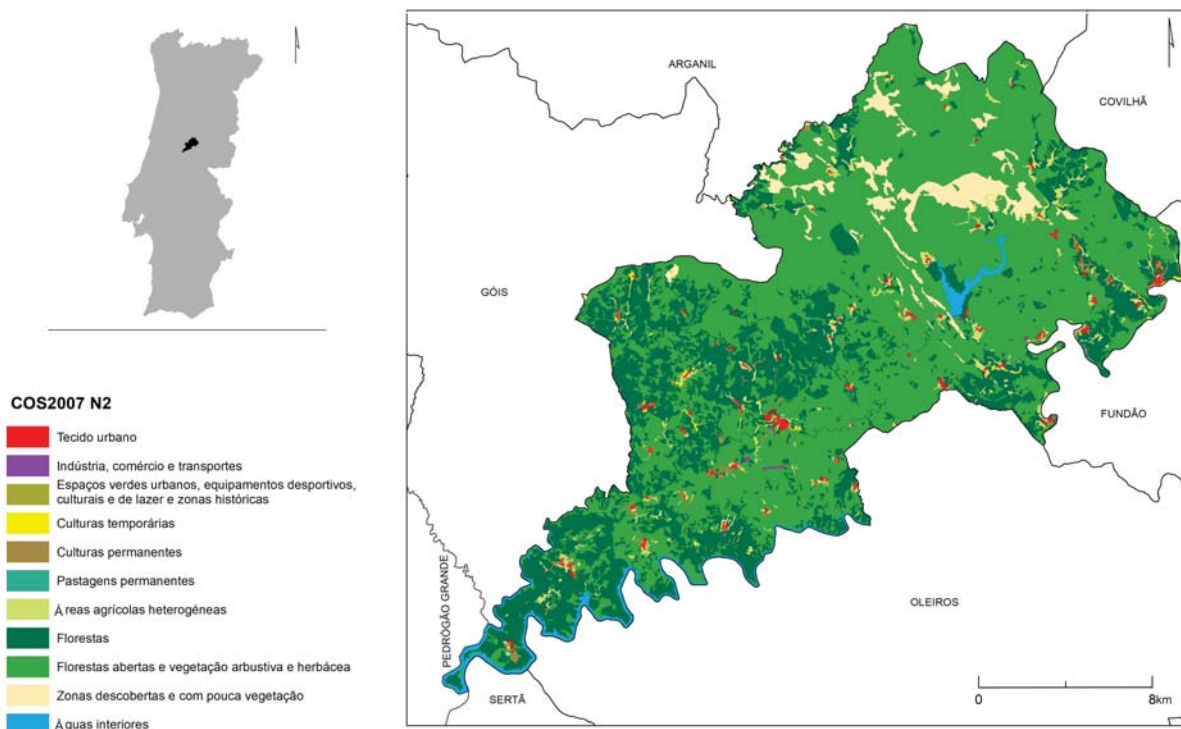 ARGANIL
COVILHÃ
GÓIS
FUNDÃO
OLEIROS
PEDRÓGÃO GRANDE
SERTÃ
0 8km
COS2007 N2
Tecido urbano
Indústria, comércio e transportes
Espaços verdes urbanos, equipamentos desportivos,
culturais e de lazer e zonas históricas
Culturas temporárias
Culturas permanentes
Pastagens permanentes
Áreas agrícolas heterogéneas
Florestas
Florestas abertas e vegetação arbustiva e herbácea
Zonas descobertas e com pouca vegetação
Águas interiores